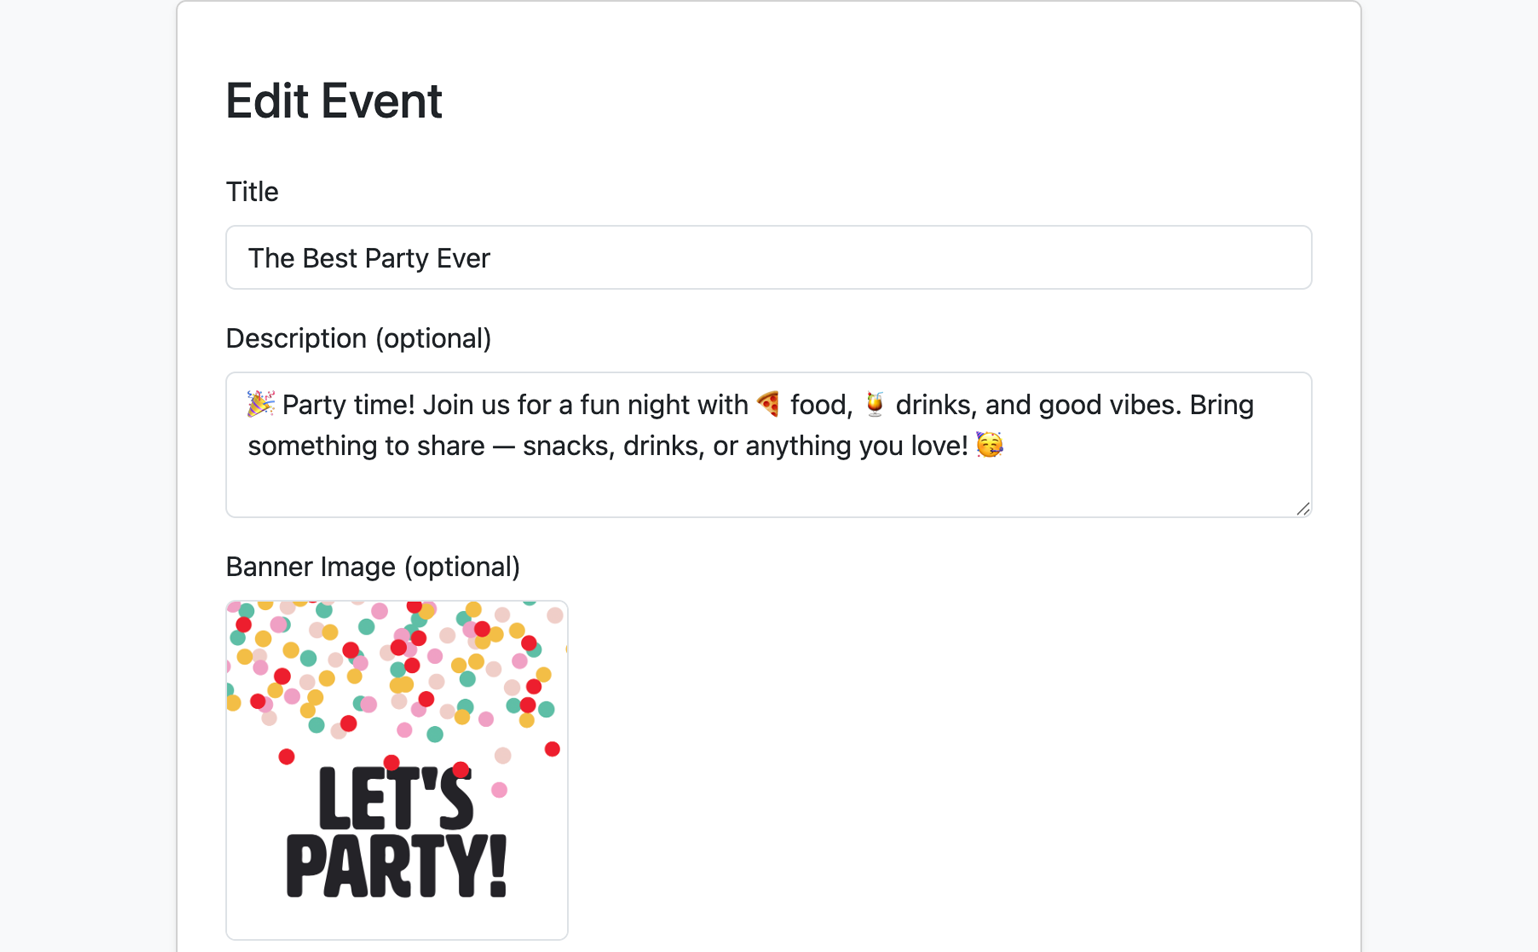 Edit Event
Title
The Best Party Ever
Description (optional)
🎉 Party time! Join us for a fun night with 🍕 food, 🍹 drinks, and good vibes. Bring
something to share — snacks, drinks, or anything you love! 🥳
Banner Image (optional)
LET'S
PARTY!